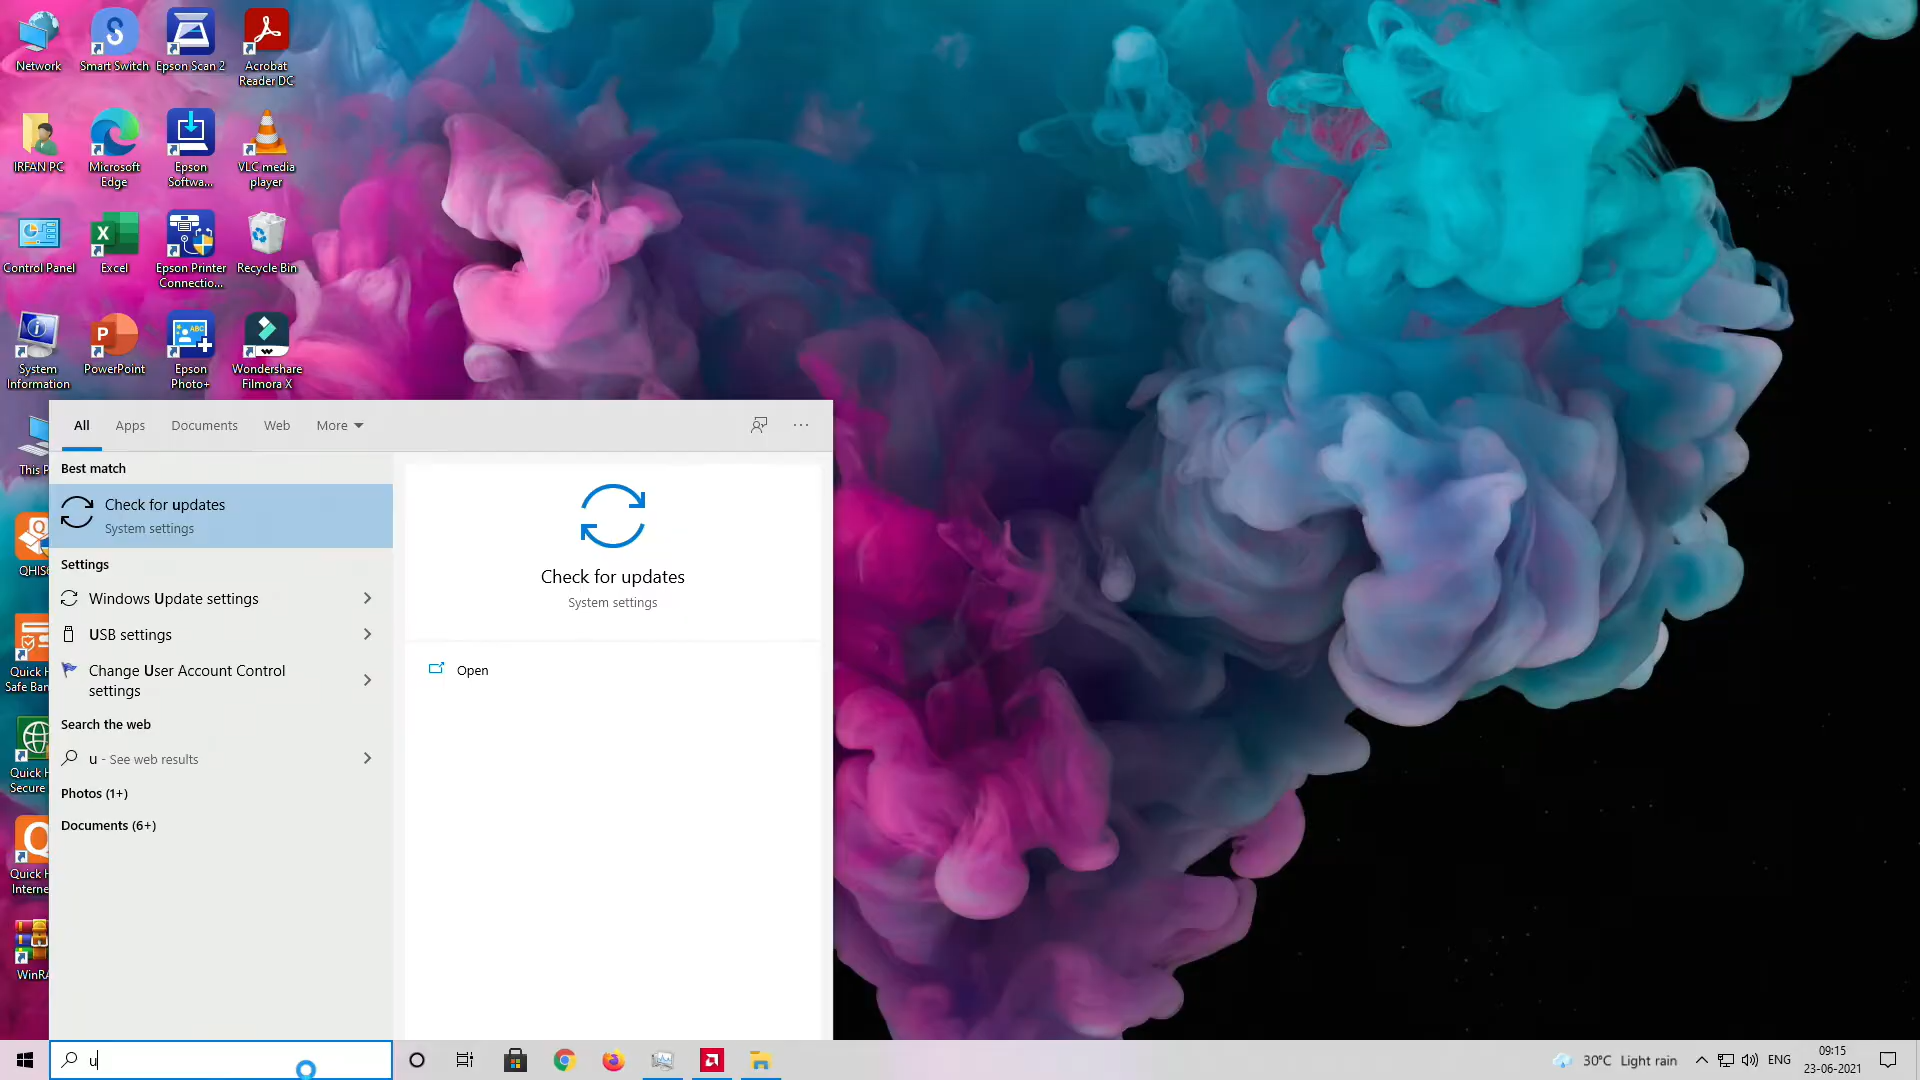 Network
Smart Switch
Epson Scan 2
Acrobat
Reader DC
IRFAN PC
Microsoft
Edge
Epson
Softwa...
VLC media
player
Control Panel
Excel
Epson Printer
Connectio...
Recycle Bin
System
Information
PowerPoint
Epson
Photo+
Wondershare
Filmora X
This P
QHIS
Quick H
Safe Ban
Quick H
Secure
Quick H
Interne
WinRA
All
Apps
Documents
Web
More
Best match
Check for updates
System settings
Settings
Windows Update settings
USB settings
Change User Account Control
settings
Search the web
u - See web results
Photos (1+)
Documents (6+)
Check for updates
System settings
Open
u
30°C Light rain
ENG
09:15
23-06-2021